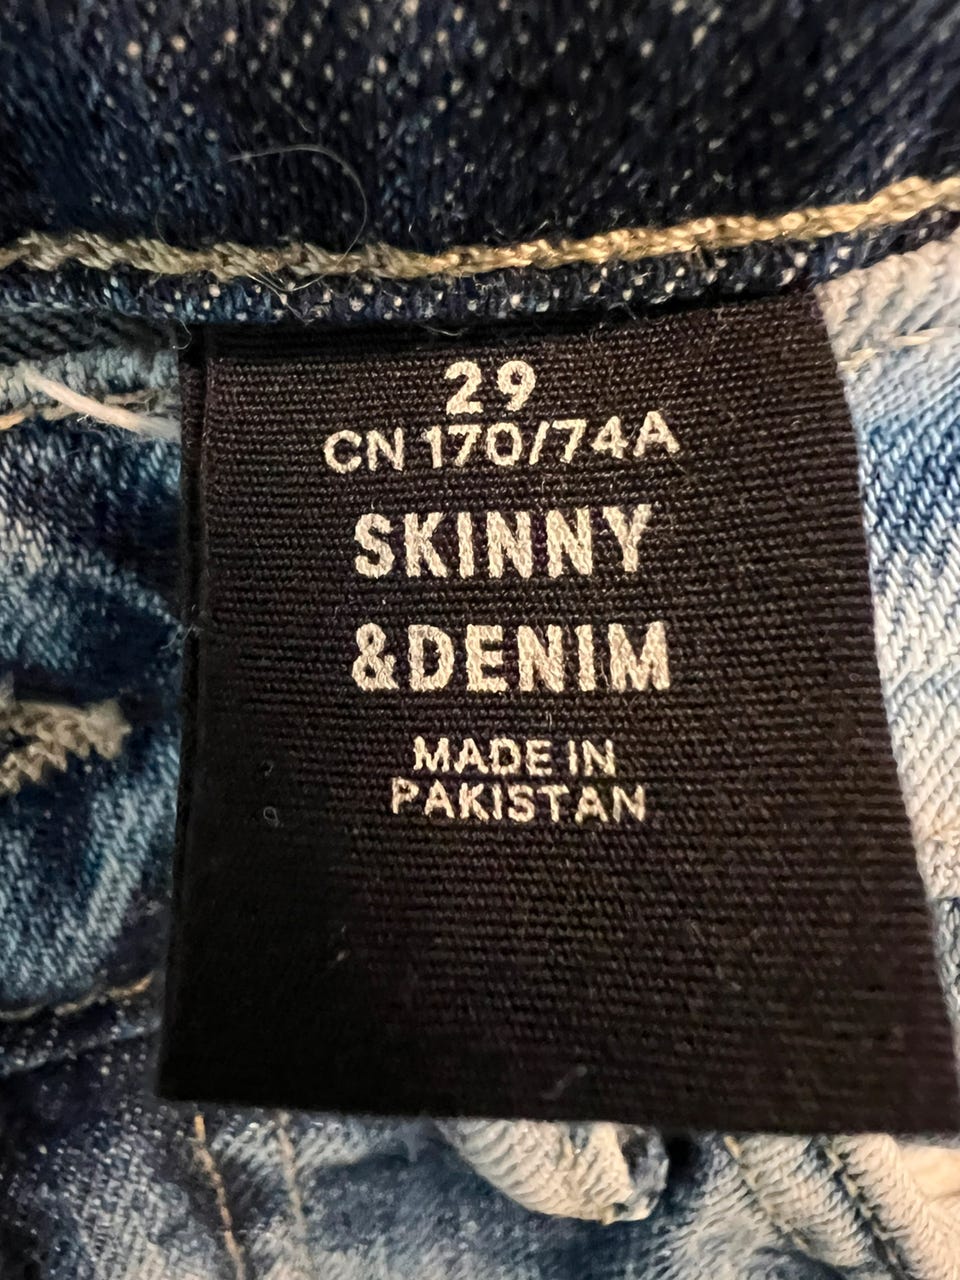 29
CN 170/74A
SKINNY
&DENIM
MADE IN
PAKISTAN